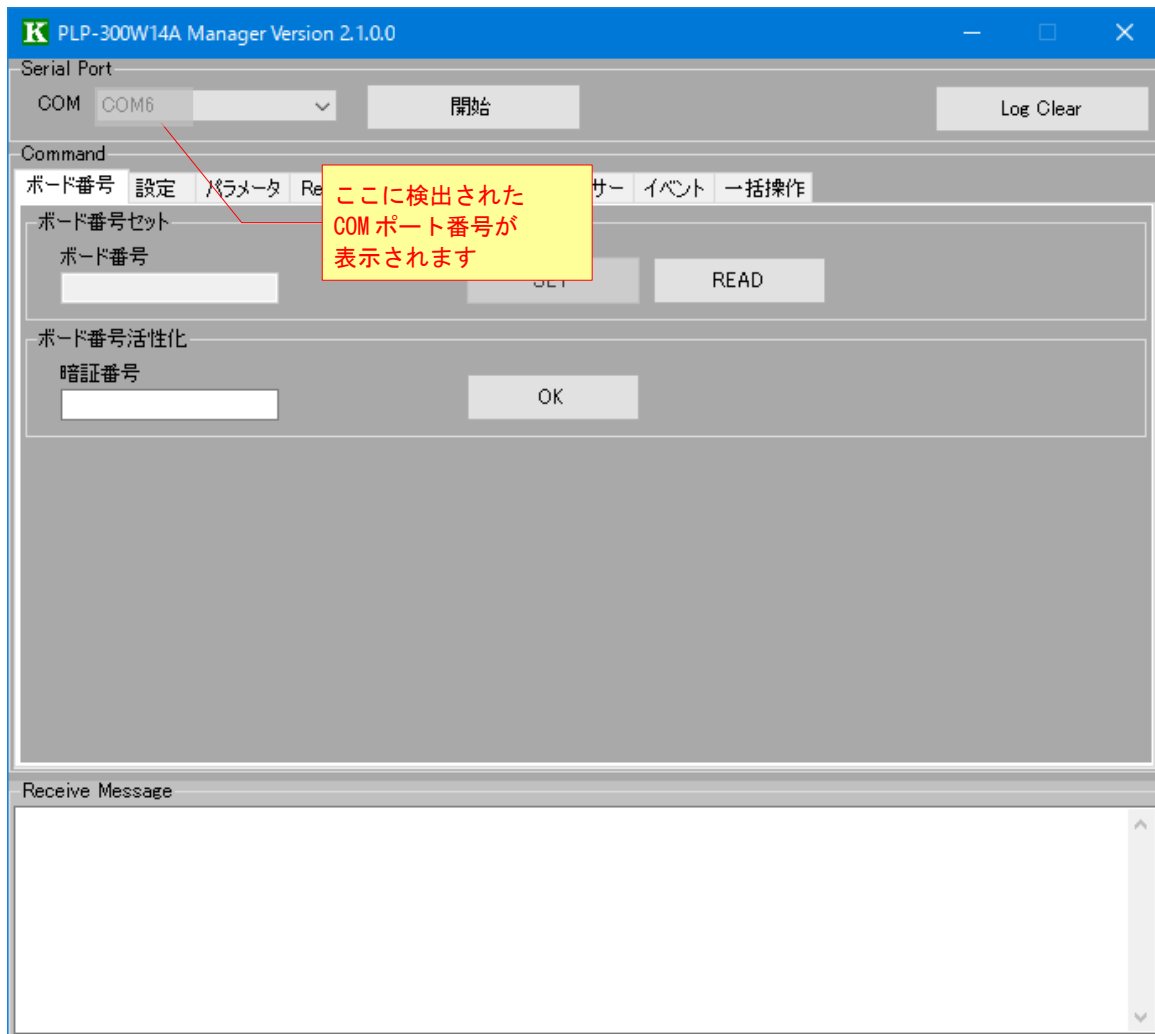 PLP-300W14A Manager Version 2.1.0.0
Serial Port
COM COM6 開始 Log Clear
Command
ボード番号 設定 パラメータ イベント 一括操作
ここに検出された
COMポート番号が
表示されます
ボード番号セット
ボード番号
READ
ボード番号活性化
暗証番号
OK
Receive Message